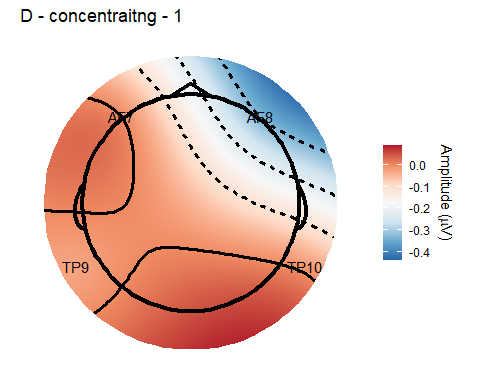 D - concentraitng - 1
AF7
AF8
TP9
TP10
0.0
-0.1
-0.2
-0.3
-0.4
Amplitude (µV)